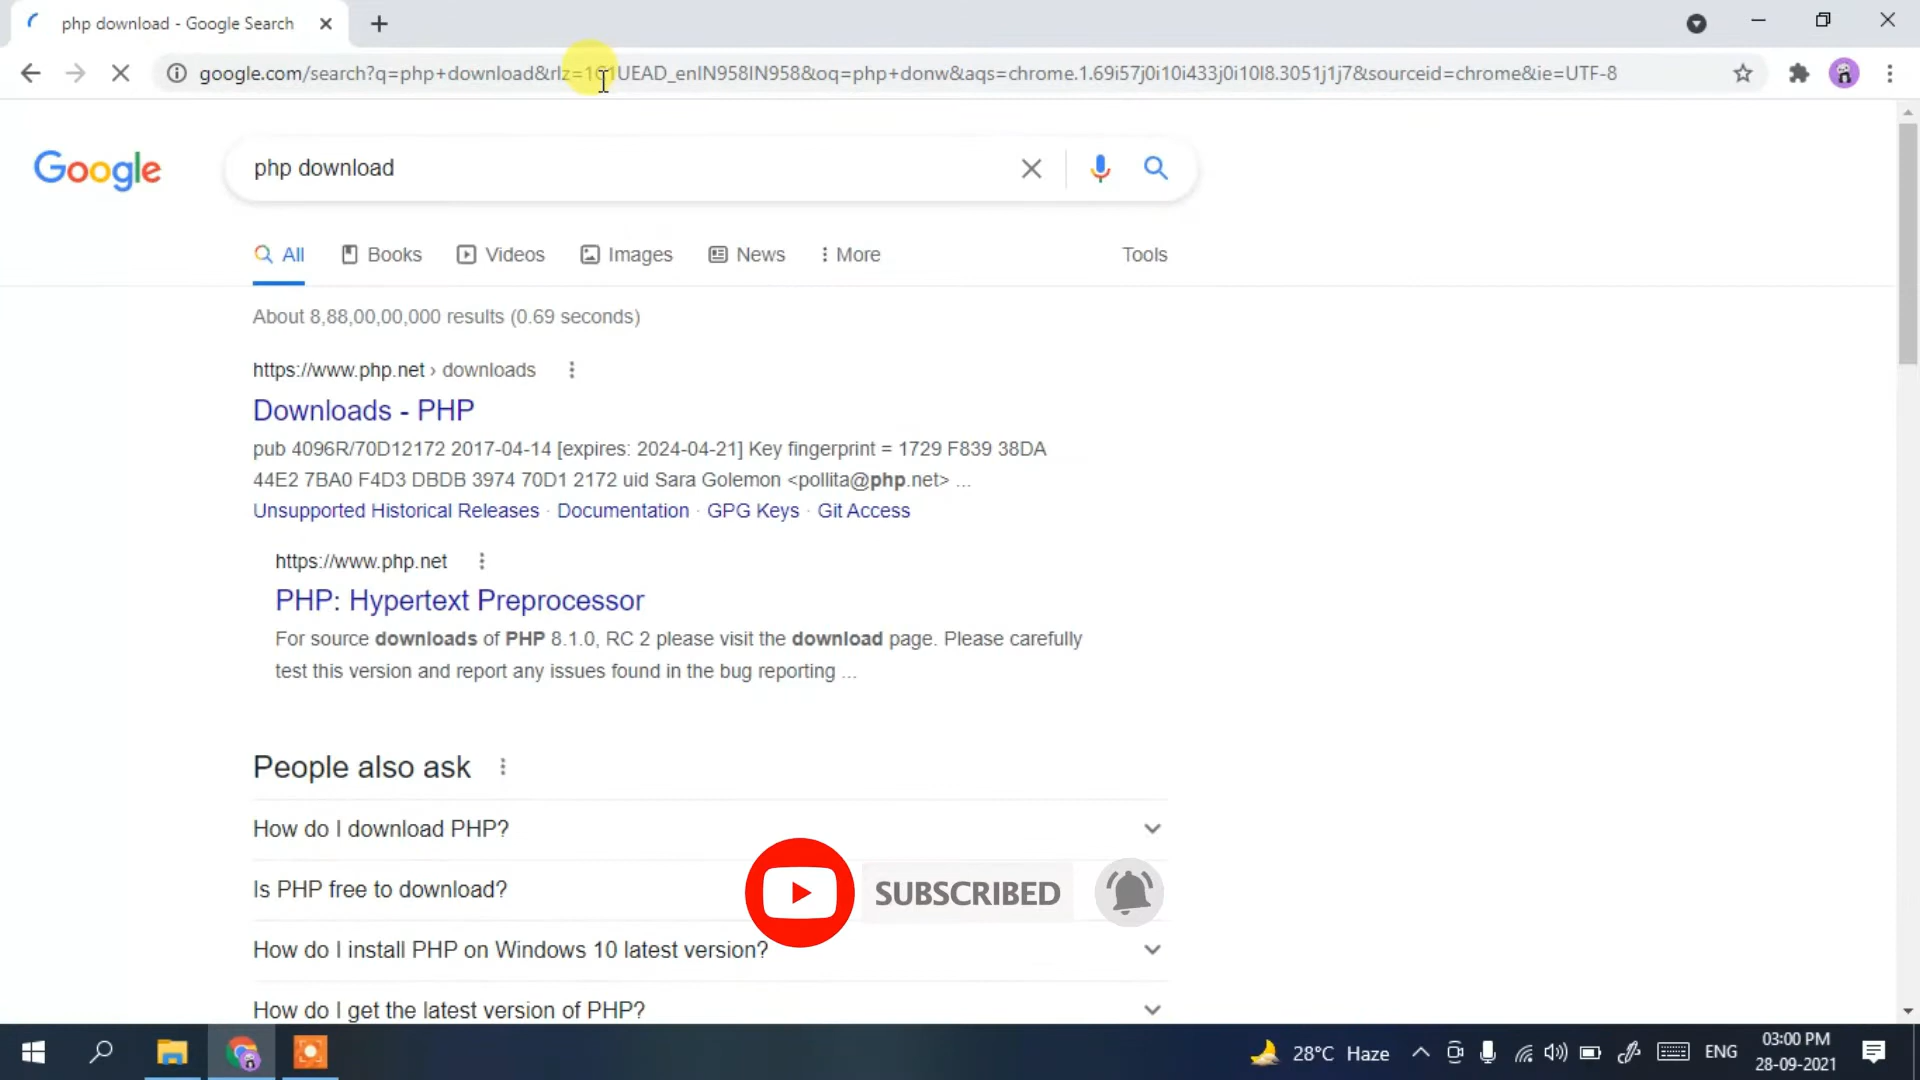 php download - Google Search
google.com/search?q=php+download&rlz=1C1UEAD_enIN958IN958&oq=php+donw&aqs=chrome.1.69i57j0i10i433j0i10l8.3051j1j7&sourceid=chrome&ie=UTF-8
Google
php download
All Books Videos Images News More Tools
About 8,88,00,00,000 results (0.69 seconds)
https://www.php.net › downloads
Downloads - PHP
pub 4096R/70D12172 2017-04-14 [expires: 2024-04-21] Key fingerprint = 1729 F839 38DA
44E2 7BA0 F4D3 DBDB 3974 70D1 2172 uid Sara Golemon <pollita@php.net> ...
Unsupported Historical Releases · Documentation · GPG Keys · Git Access
https://www.php.net
PHP: Hypertext Preprocessor
For source downloads of PHP 8.1.0, RC 2 please visit the download page. Please carefully
test this version and report any issues found in the bug reporting ...
People also ask
How do I download PHP?
Is PHP free to download?
SUBSCRIBED
How do I install PHP on Windows 10 latest version?
How do I get the latest version of PHP?
28°C Haze
ENG
03:00 PM
28-09-2021